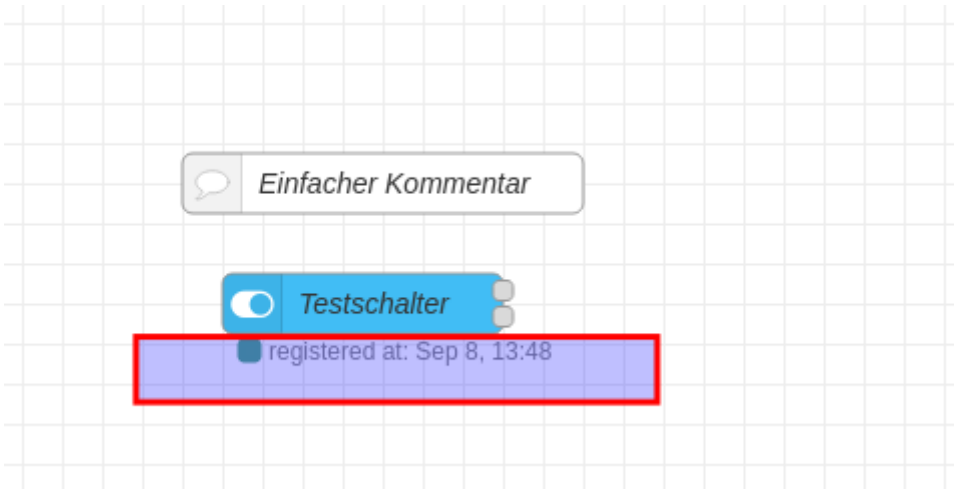 Einfacher Kommentar
Testschalter
registered at: Sep 8, 13:48